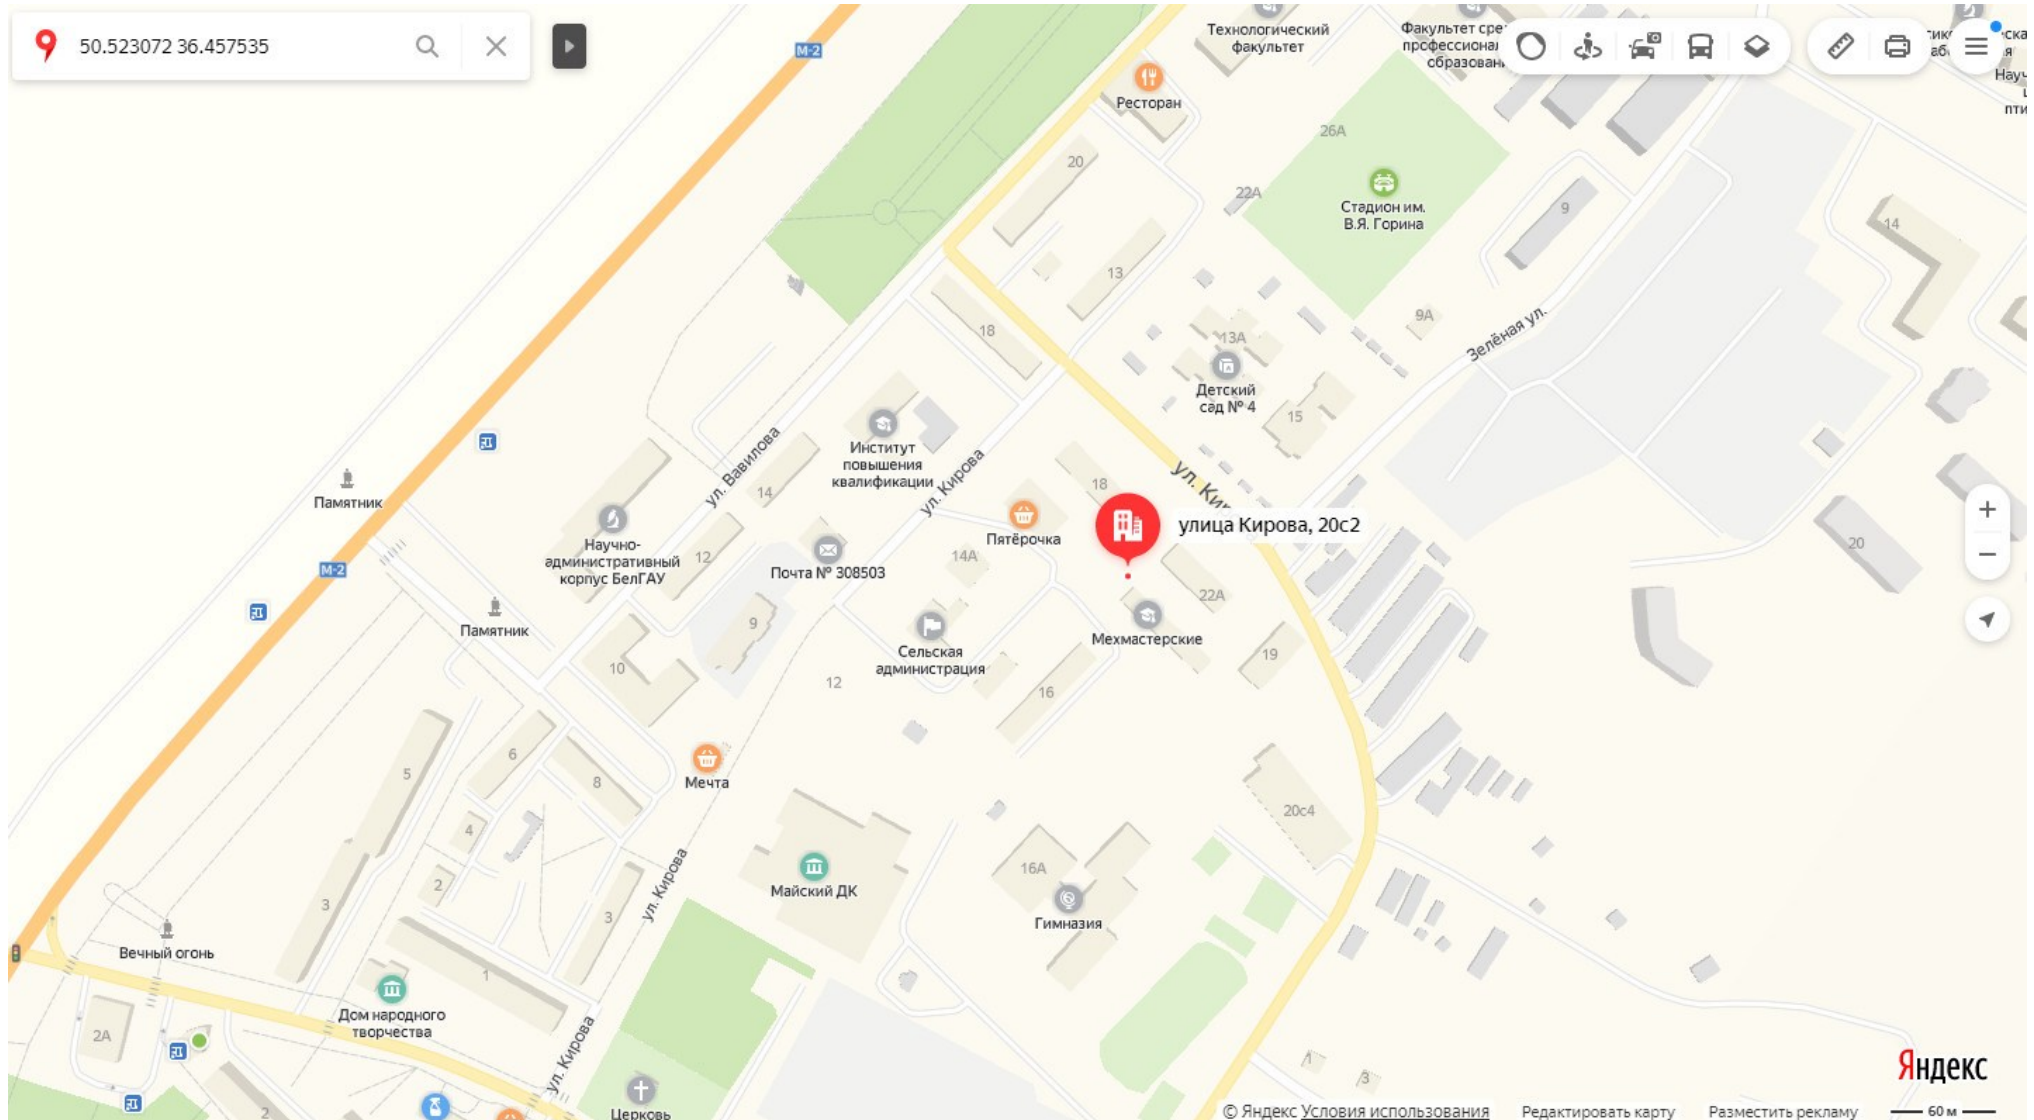 50.523072 36.457535
М-2
Технологический
факультет
Факультет сре
профессионал
образован
Ресторан
26А
20
22А
Стадион им.
В.Я. Горина
9
14
13
9А
18
13А
Зелёная ул.
Детский
сад № 4
15
Институт
повышения
квалификации
ул. Вавилова
14
ул. Кирова
18
ул. Ки
улица Кирова, 20с2
Памятник
Пятёрочка
Научно-
административный
корпус БелГАУ
12
Почта № 308503
14А
20
М-2
22А
Памятник
9
Мехмастерские
Сельская
администрация
19
10
12
16
6
5
8
Мечта
4
20с4
2
16А
Майский ДК
ул. Кирова
3
3
Гимназия
Вечный огонь
1
Дом народного
творчества
2А
ул. Кирова
1
3
2
Церковь
Яндекс
© Яндекс Условия использования
Редактировать карту
Разместить рекламу
60 м